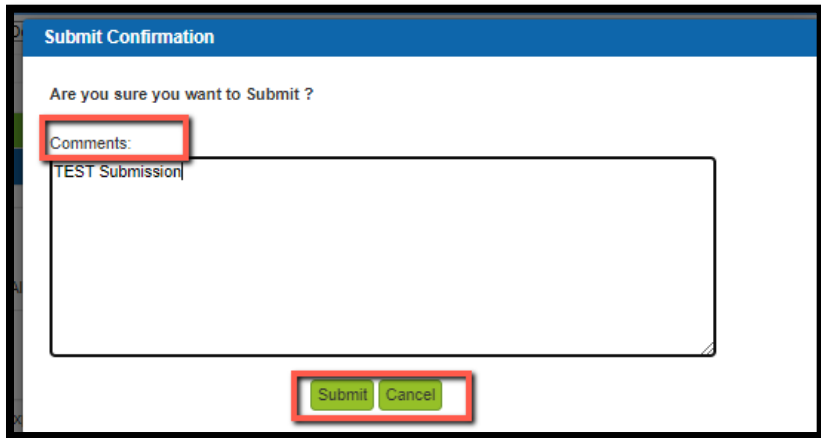 Submit Confirmation
Are you sure you want to Submit ?
Comments:
TEST Submission
Submit Cancel